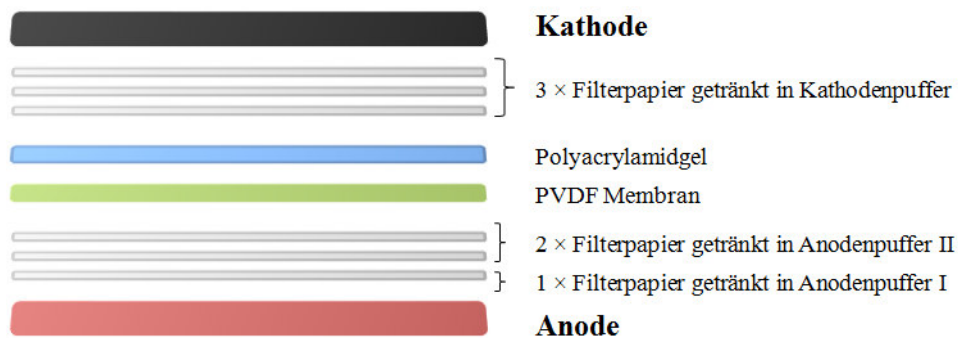 Kathode
3 × Filterpapier getränkt in Kathodenpuffer
Polyacrylamidgel
PVDF Membran
2 × Filterpapier getränkt in Anodenpuffer II
1 × Filterpapier getränkt in Anodenpuffer I
Anode